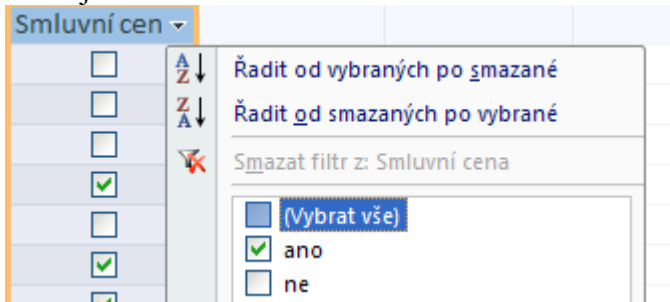 Smluvní cen
Řadit od vybraných po smazané
Řadit od smazaných po vybrané
Smazat filtr z: Smluvní cena
(Vybrat vše)
ano
ne